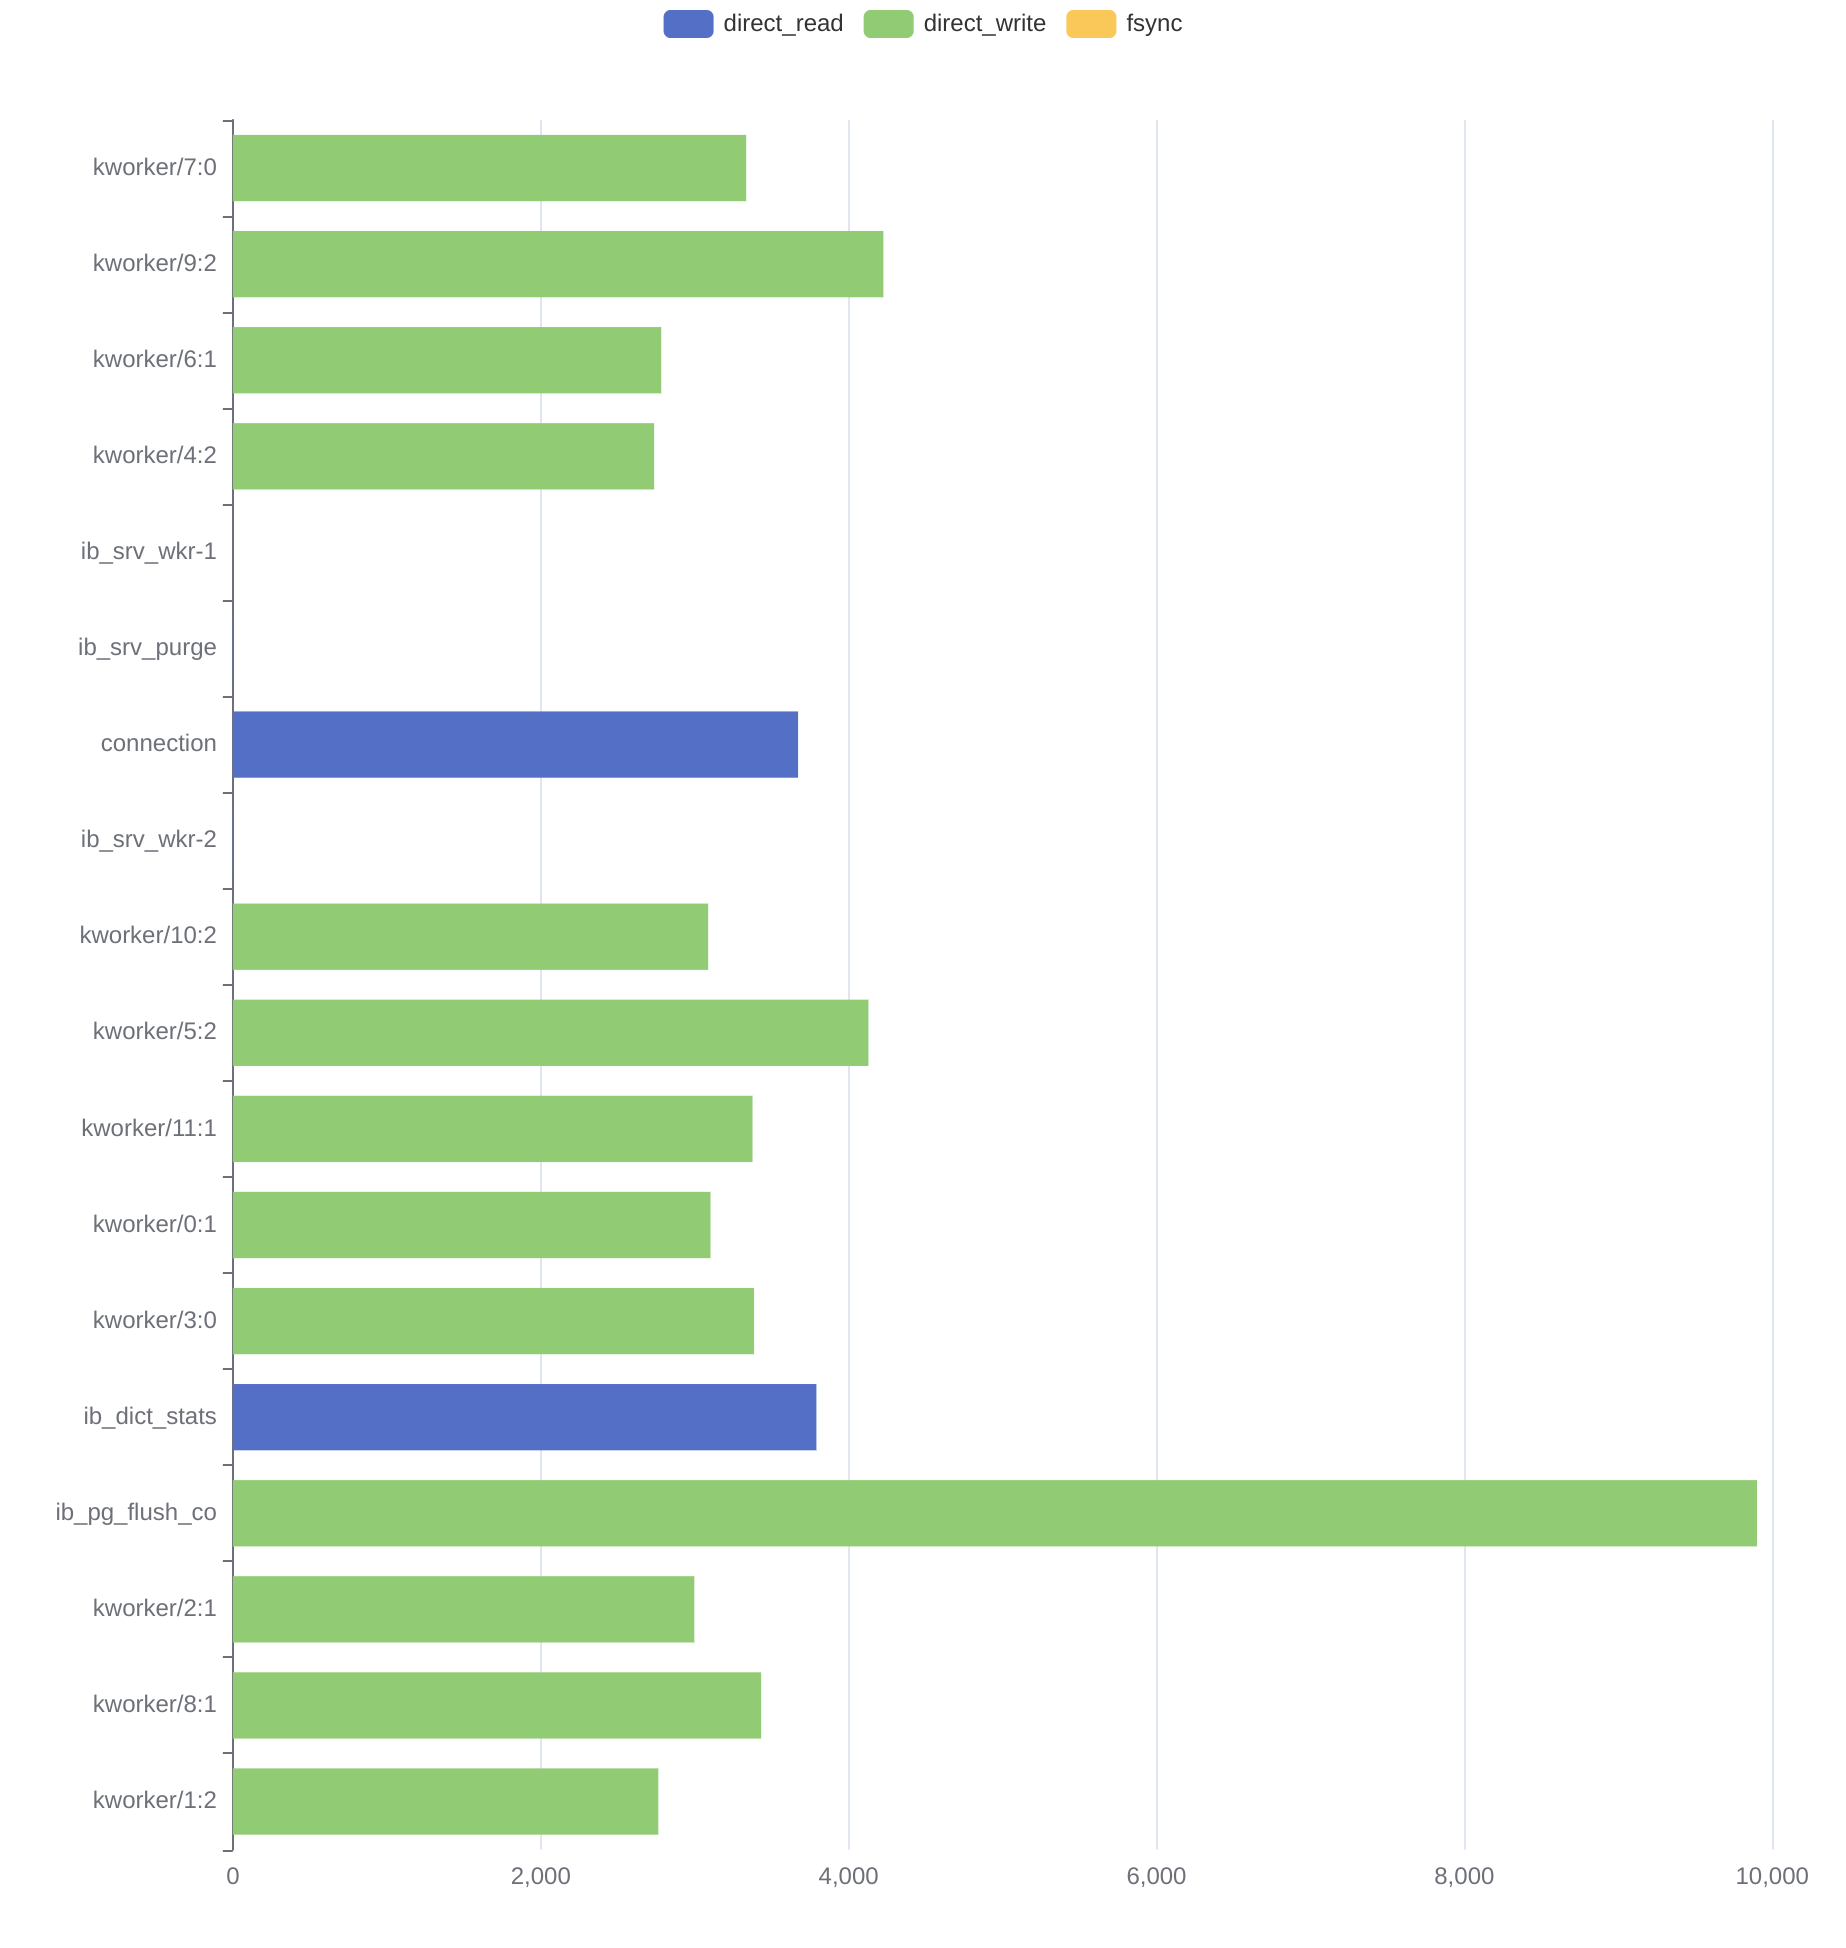 direct_read direct_write fsync
kworker/7:0
kworker/9:2
kworker/6:1
kworker/4:2
ib_srv_wkr-1
ib_srv_purge
connection
ib_srv_wkr-2
kworker/10:2
kworker/5:2
kworker/11:1
kworker/0:1
kworker/3:0
ib_dict_stats
ib_pg_flush_co
kworker/2:1
kworker/8:1
kworker/1:2
0 2,000 4,000 6,000 8,000 10,000